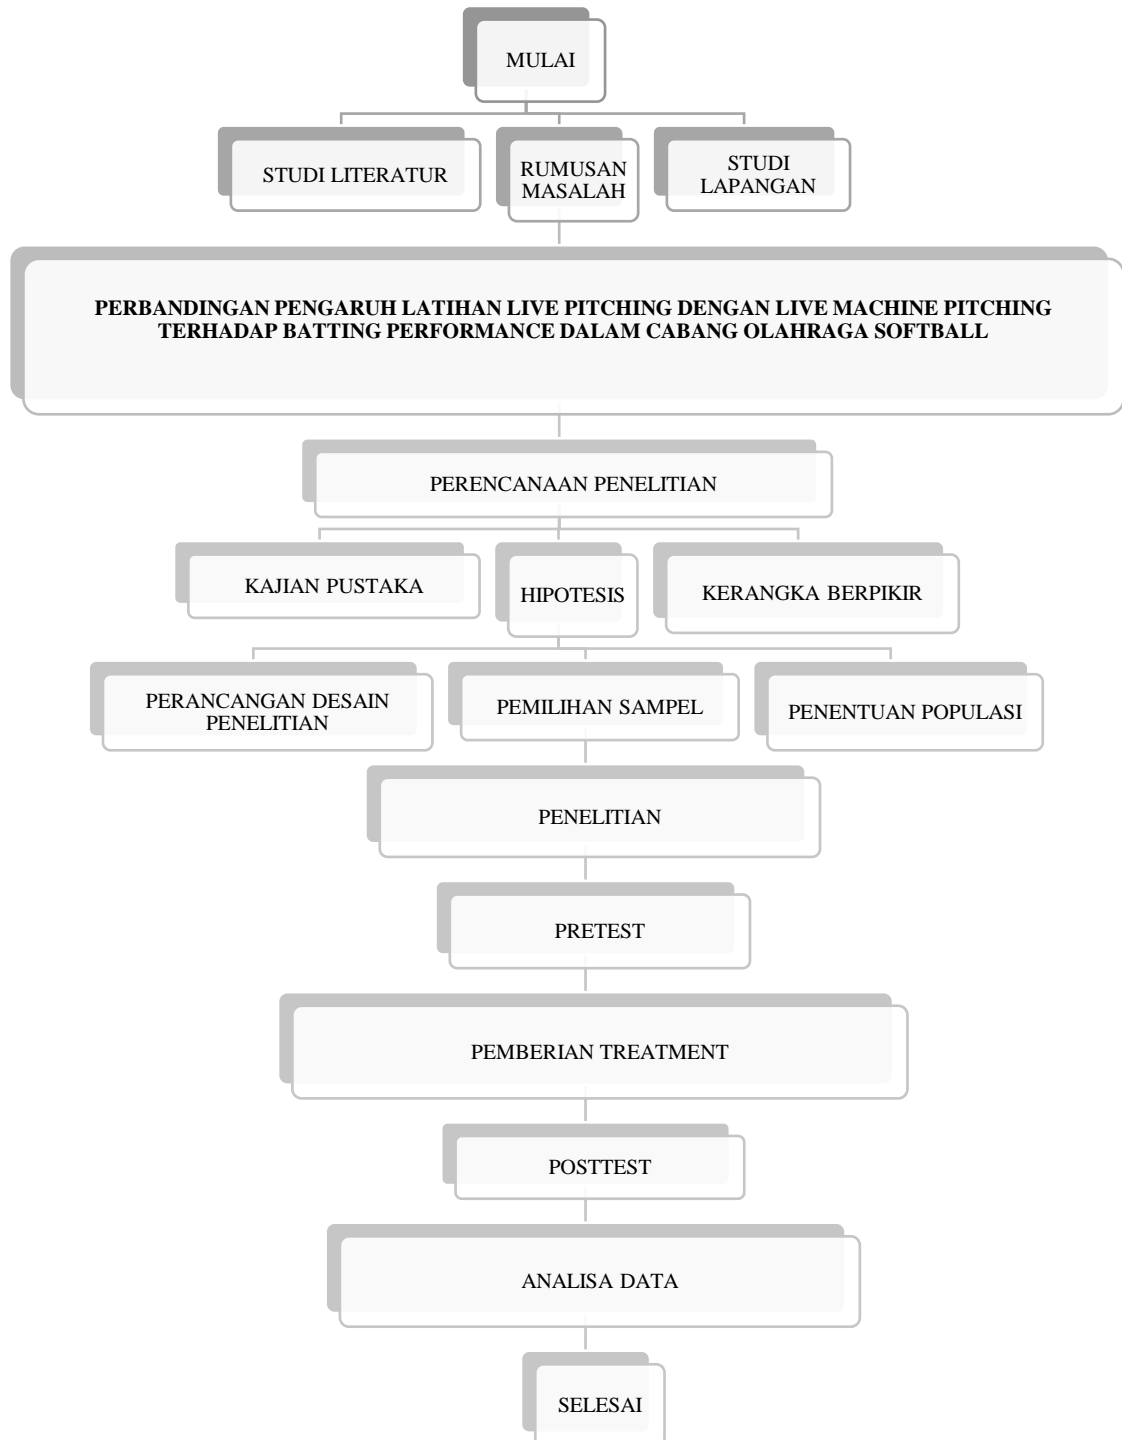 MULAI
STUDI LITERATUR
RUMUSAN
MASALAH
STUDI
LAPANGAN
PERBANDINGAN PENGARUH LATIHAN LIVE PITCHING DENGAN LIVE MACHINE PITCHING
TERHADAP BATTING PERFORMANCE DALAM CABANG OLAHRAGA SOFTBALL
PERENCANAAN PENELITIAN
KAJIAN PUSTAKA
HIPOTESIS
KERANGKA BERPIKIR
PERANCANGAN DESAIN
PENELITIAN
PEMILIHAN SAMPEL
PENENTUAN POPULASI
PENELITIAN
PRETEST
PEMBERIAN TREATMENT
POSTTEST
ANALISA DATA
SELESAI